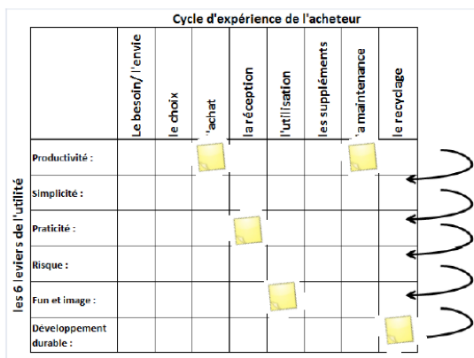 Cycle d'expérience de l'acheteur
Le besoin/ l'envie
le choix
l'achat
la réception
l'utilisation
les suppléments
la maintenance
le recyclage
les 6 leviers de l'utilité
Productivité :
Simplicité :
Praticité :
Risque :
Fun et image :
Développement
durable :